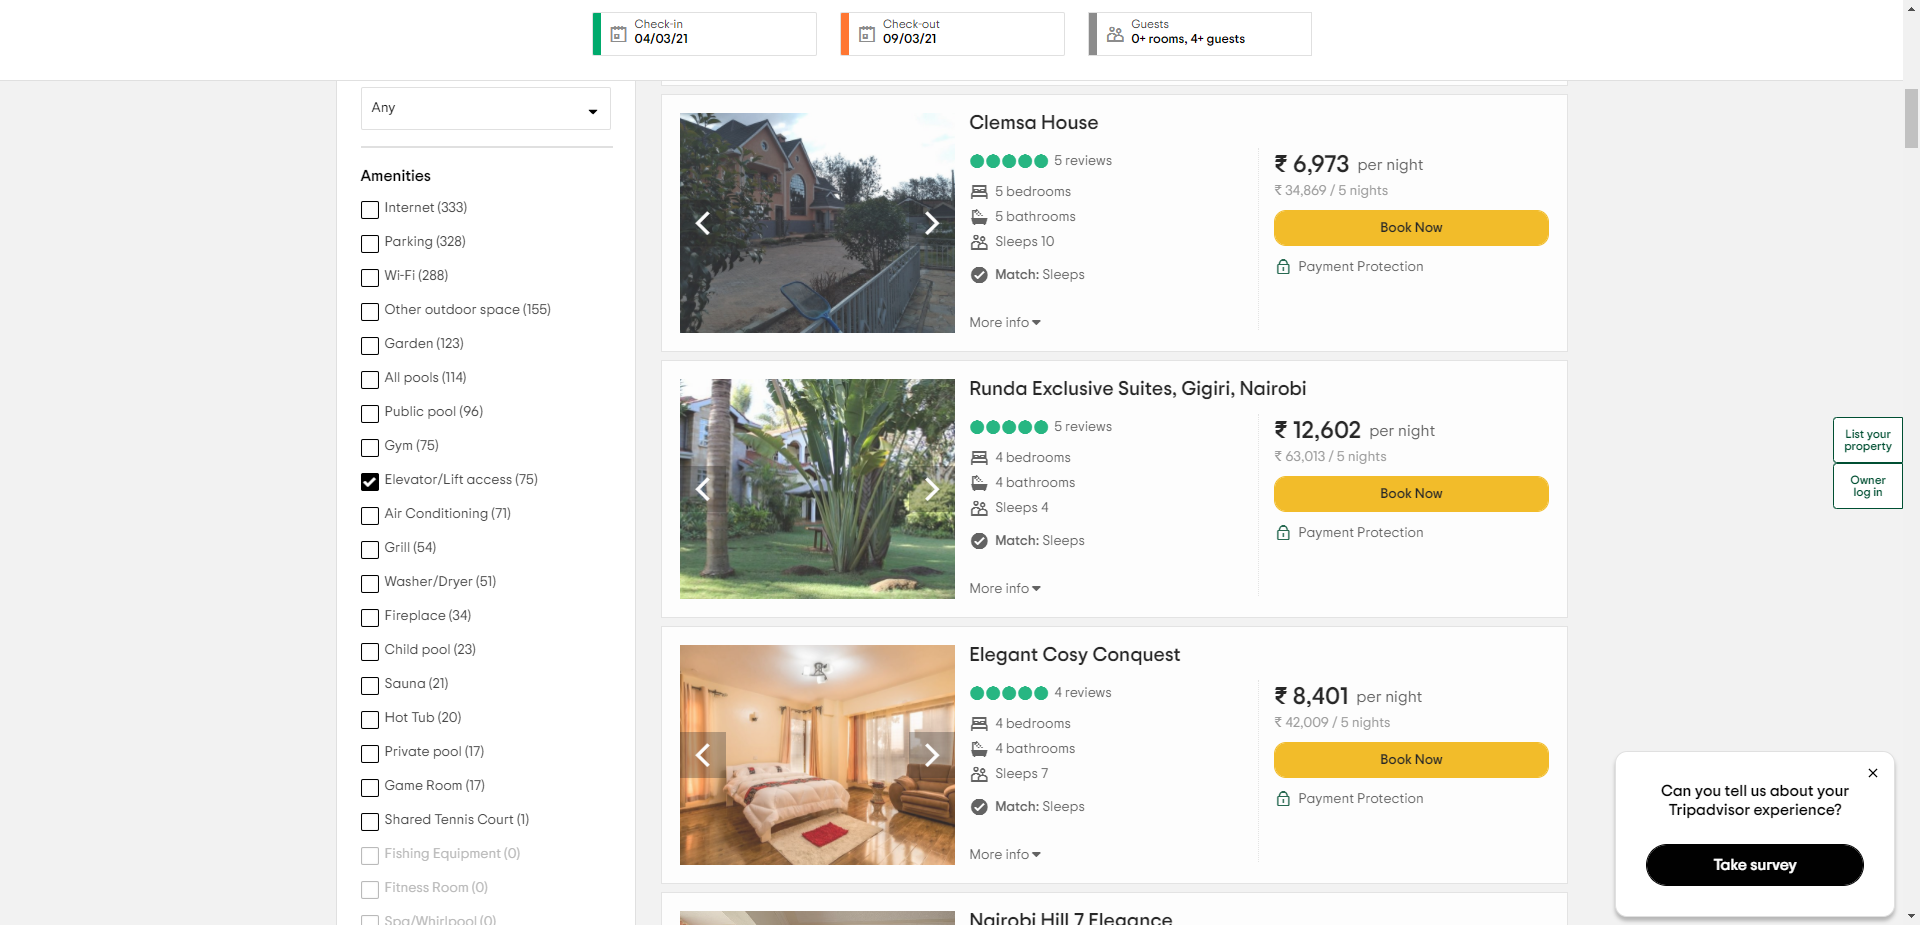 Check-in
04/03/21
Check-out
09/03/21
Guests
0+ rooms, 4+ guests
Any
Amenities
Internet (333)
Parking (328)
Wi-Fi (288)
Other outdoor space (155)
Garden (123)
All pools (114)
Public pool (96)
Gym (75)
Elevator/Lift access (75)
Air Conditioning (71)
Grill (54)
Washer/Dryer (51)
Fireplace (34)
Child pool (23)
Sauna (21)
Hot Tub (20)
Private pool (17)
Game Room (17)
Shared Tennis Court (1)
Fishing Equipment (0)
Fitness Room (0)
Spa/Whirlpool (0)
Clemsa House
5 reviews
5 bedrooms
5 bathrooms
Sleeps 10
Match: Sleeps
More info
₹ 6,973 per night
₹ 34,869 / 5 nights
Book Now
Payment Protection
Runda Exclusive Suites, Gigiri, Nairobi
5 reviews
4 bedrooms
4 bathrooms
Sleeps 4
Match: Sleeps
More info
₹ 12,602 per night
₹ 63,013 / 5 nights
Book Now
Payment Protection
Elegant Cosy Conquest
4 reviews
4 bedrooms
4 bathrooms
Sleeps 7
Match: Sleeps
More info
₹ 8,401 per night
₹ 42,009 / 5 nights
Book Now
Payment Protection
Nairobi Hill 7 Elegance
List your
property
Owner
log in
Can you tell us about your
Tripadvisor experience?
Take survey